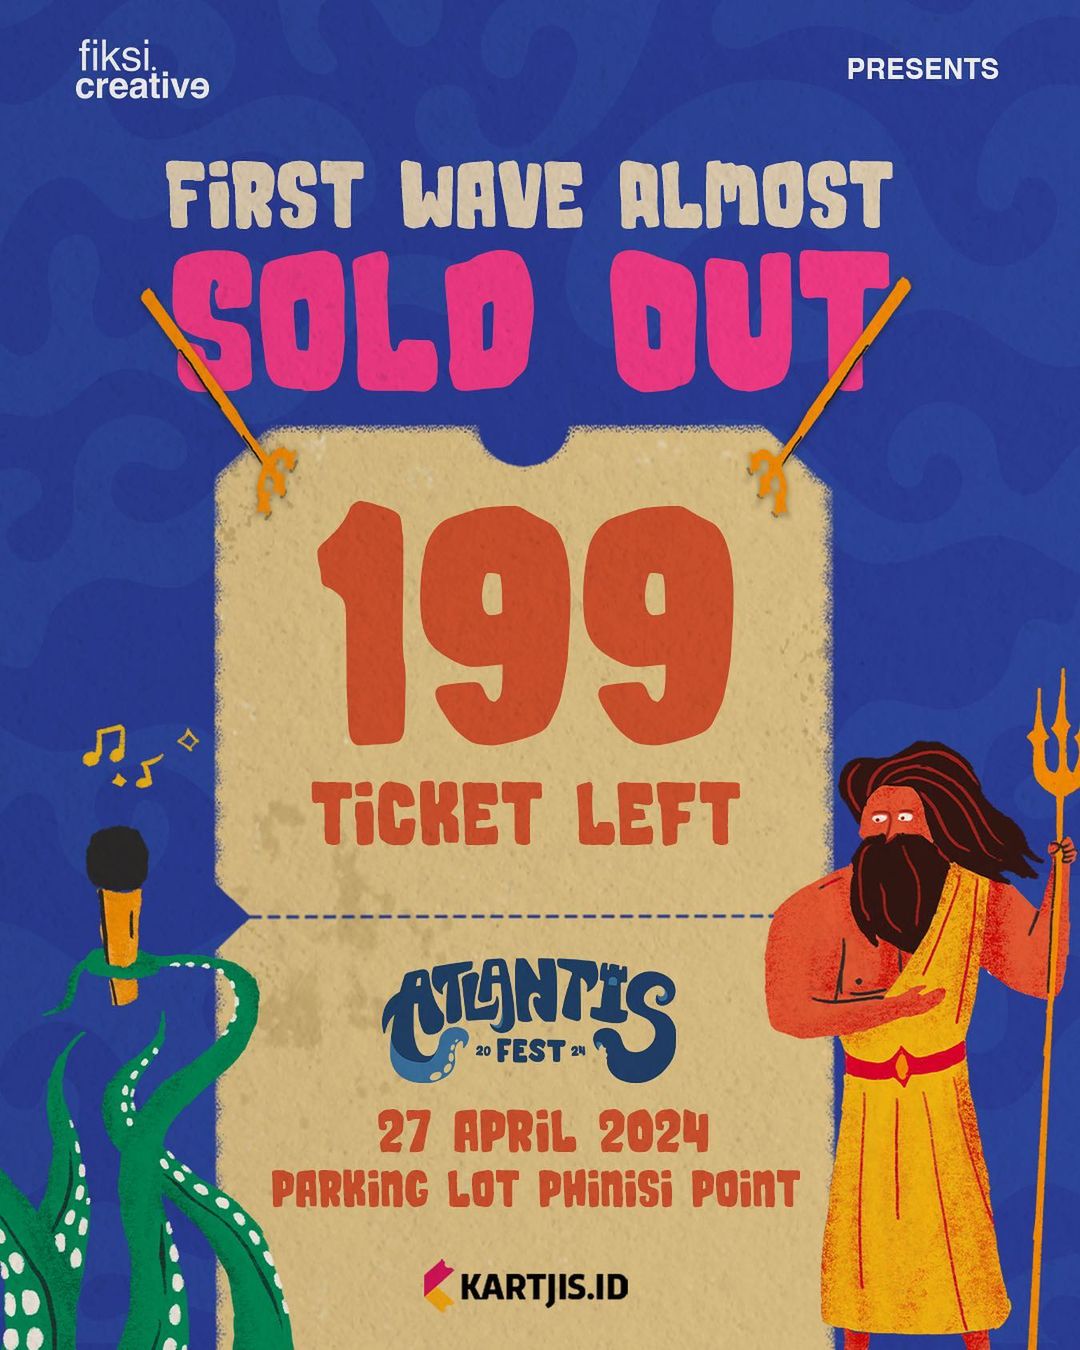 fiksi.
creative
PRESENTS
FiRST WAVE ALMOST
SOLD OUT
199
TiCKET LEFT
ATLANTIS
20 FEST 24
27 APRiL 2024
PARKiNG LOT PHiNiSi POiNT
KARTJIS.ID